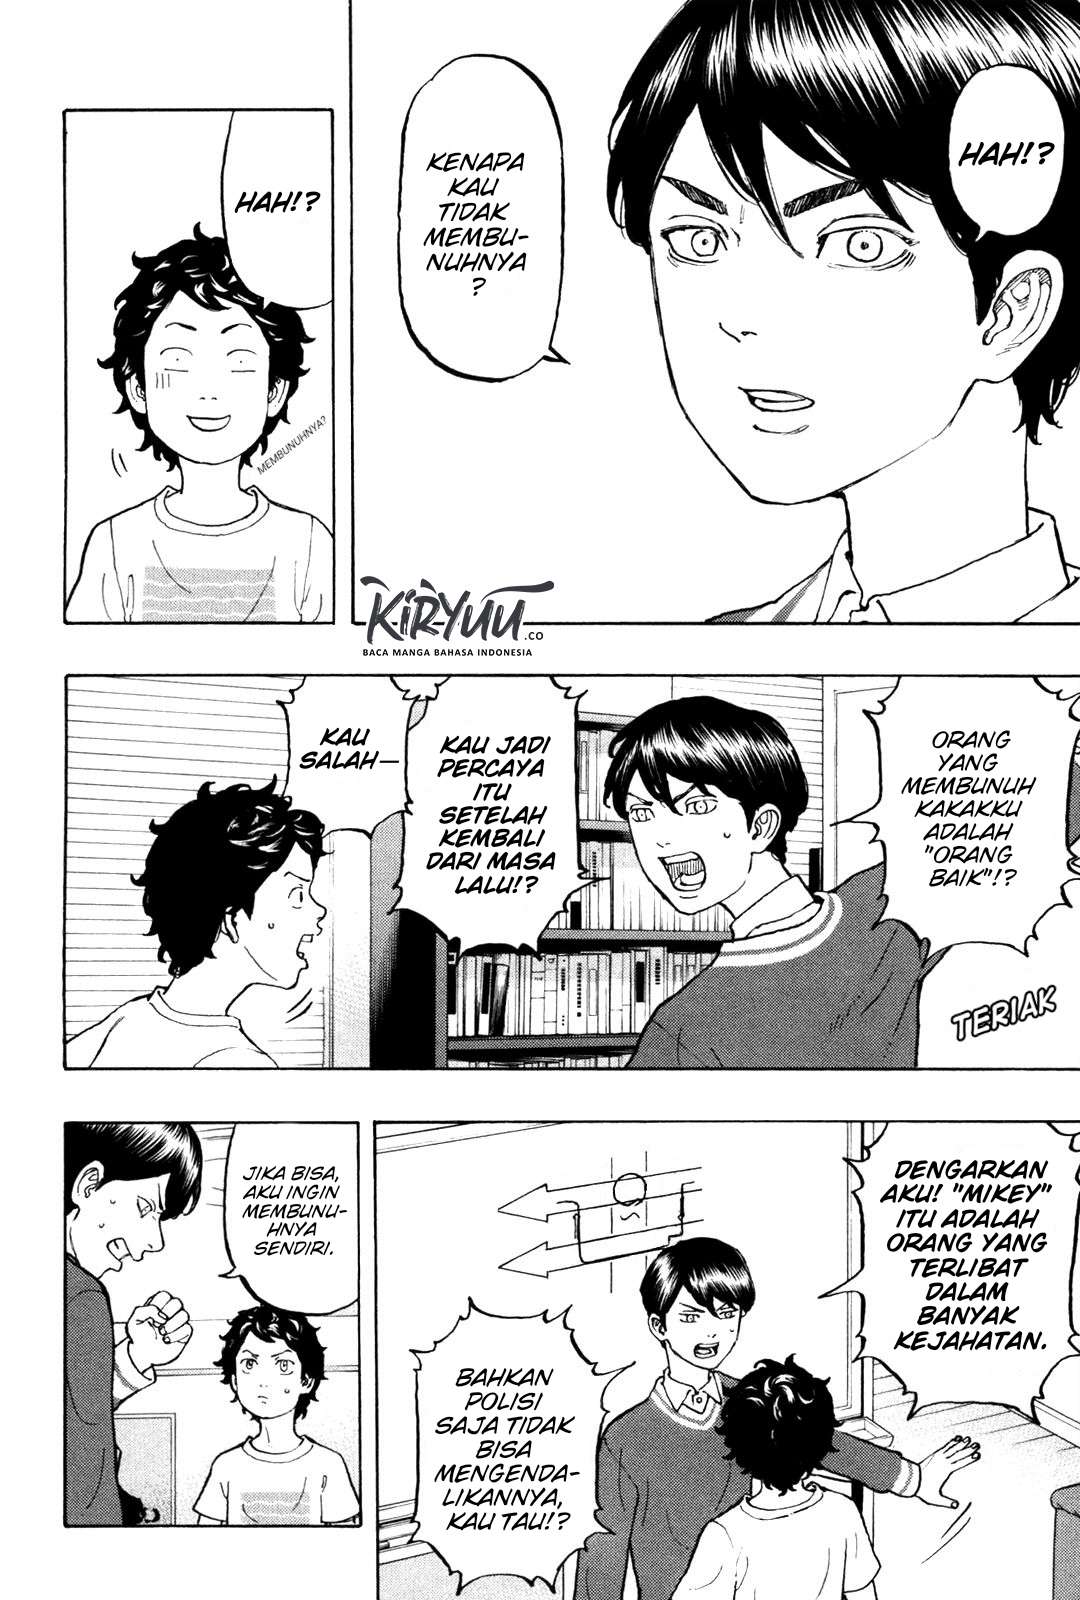 HAH!?
KENAPA
KAU
TIDAK
MEMBU-
NUHNYA
?
HAH!?
MEMBUNUHNYA?
KIRYUU.CO
BACA MANGA BAHASA INDONESIA
ORANG
YANG
MEMBUNUH
KAKAKKU
ADALAH
"ORANG
BAIK"!?
TERIAK
KAU JADI
PERCAYA
ITU
SETELAH
KEMBALI
DARI MASA
LALU!?
KAU
SALAH—
DENGARKAN
AKU! "MIKEY"
ITU ADALAH
ORANG YANG
TERLIBAT
DALAM
BANYAK
KEJAHATAN.
BAHKAN
POLISI
SAJA TIDAK
BISA
MENGENDA-
LIKANNYA,
KAU TAU!?
JIKA BISA,
AKU INGIN
MEMBUNU-
HNYA
SENDIRI.